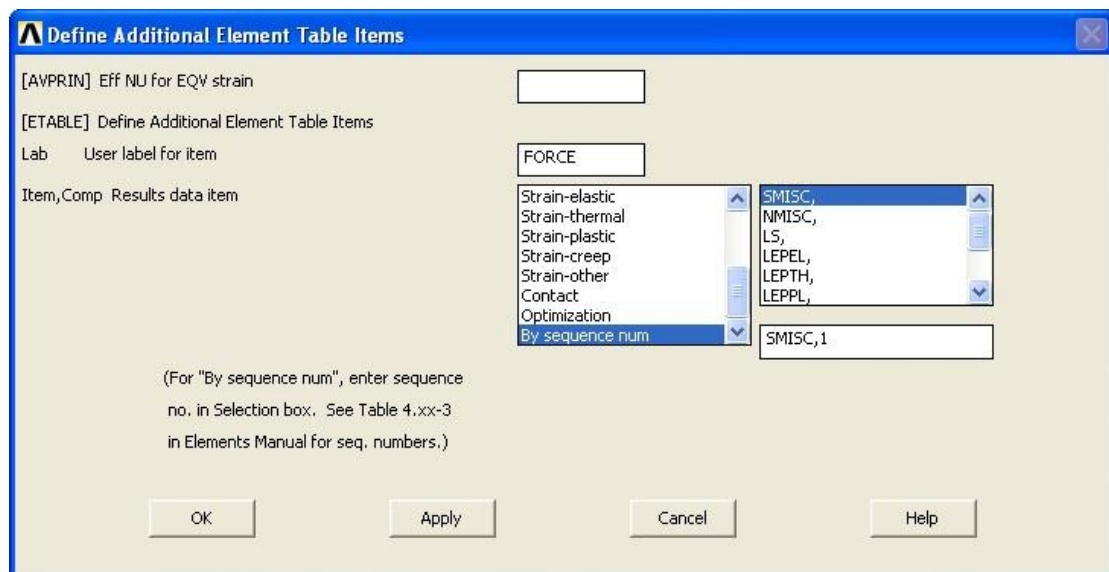 Define Additional Element Table Items
[AVPRIN] Eff NU for EQV strain
[ETABLE] Define Additional Element Table Items
Lab User label for item
FORCE
Item,Comp Results data item
Strain-elastic
Strain-thermal
Strain-plastic
Strain-creep
Strain-other
Contact
Optimization
By sequence num
SMISC,
NMISC,
LS,
LEPEL,
LEPTH,
LEPPL,
SMISC,1
(For "By sequence num", enter sequence
no. in Selection box. See Table 4.xx-3
in Elements Manual for seq. numbers.)
OK
Apply
Cancel
Help